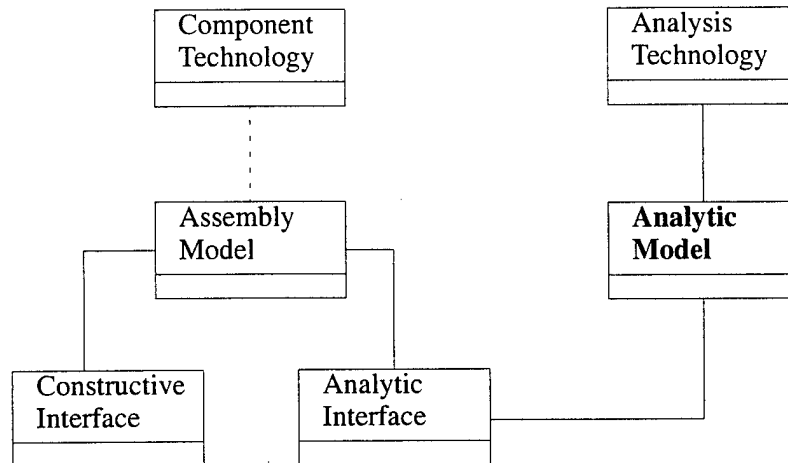 Component
Technology
Analysis
Technology
Assembly
Model
Analytic
Model
Constructive
Interface
Analytic
Interface